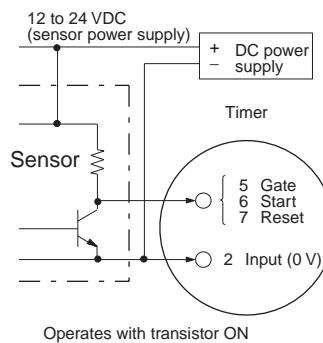 12 to 24 VDC
(sensor power supply)
+ DC power
− supply
Timer
Sensor
5 Gate
6 Start
7 Reset
2 Input (0 V)
Operates with transistor ON